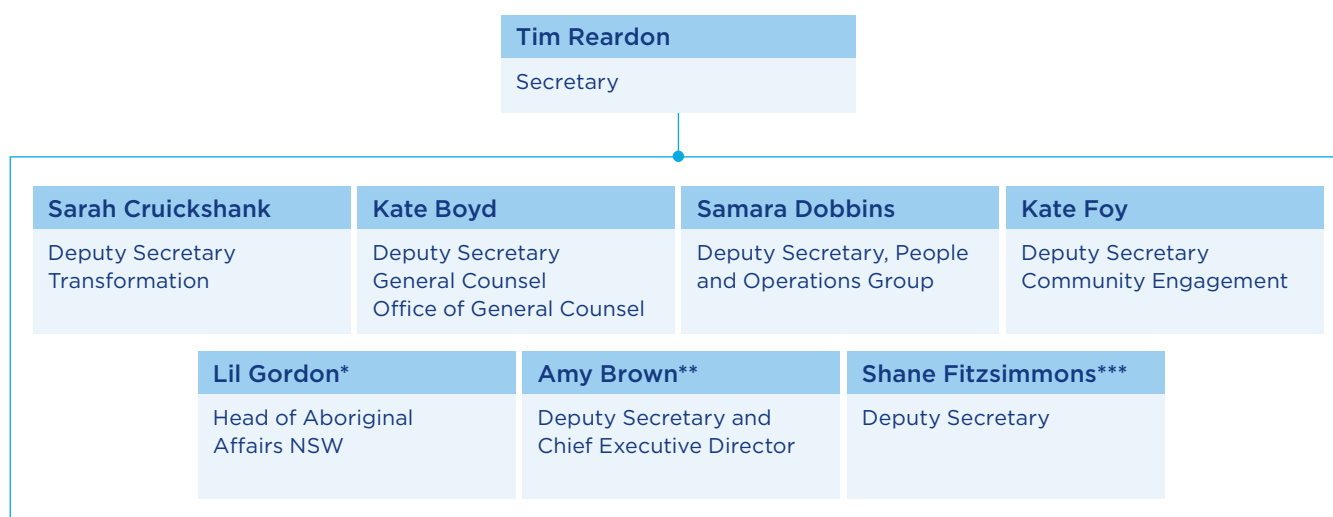 Tim Reardon
Secretary
Sarah Cruickshank
Deputy Secretary
Transformation
Kate Boyd
Deputy Secretary
General Counsel
Office of General Counsel
Samara Dobbins
Deputy Secretary, People
and Operations Group
Kate Foy
Deputy Secretary
Community Engagement
Lil Gordon*
Head of Aboriginal
Affairs NSW
Amy Brown**
Deputy Secretary and
Chief Executive Director
Shane Fitzsimmons***
Deputy Secretary